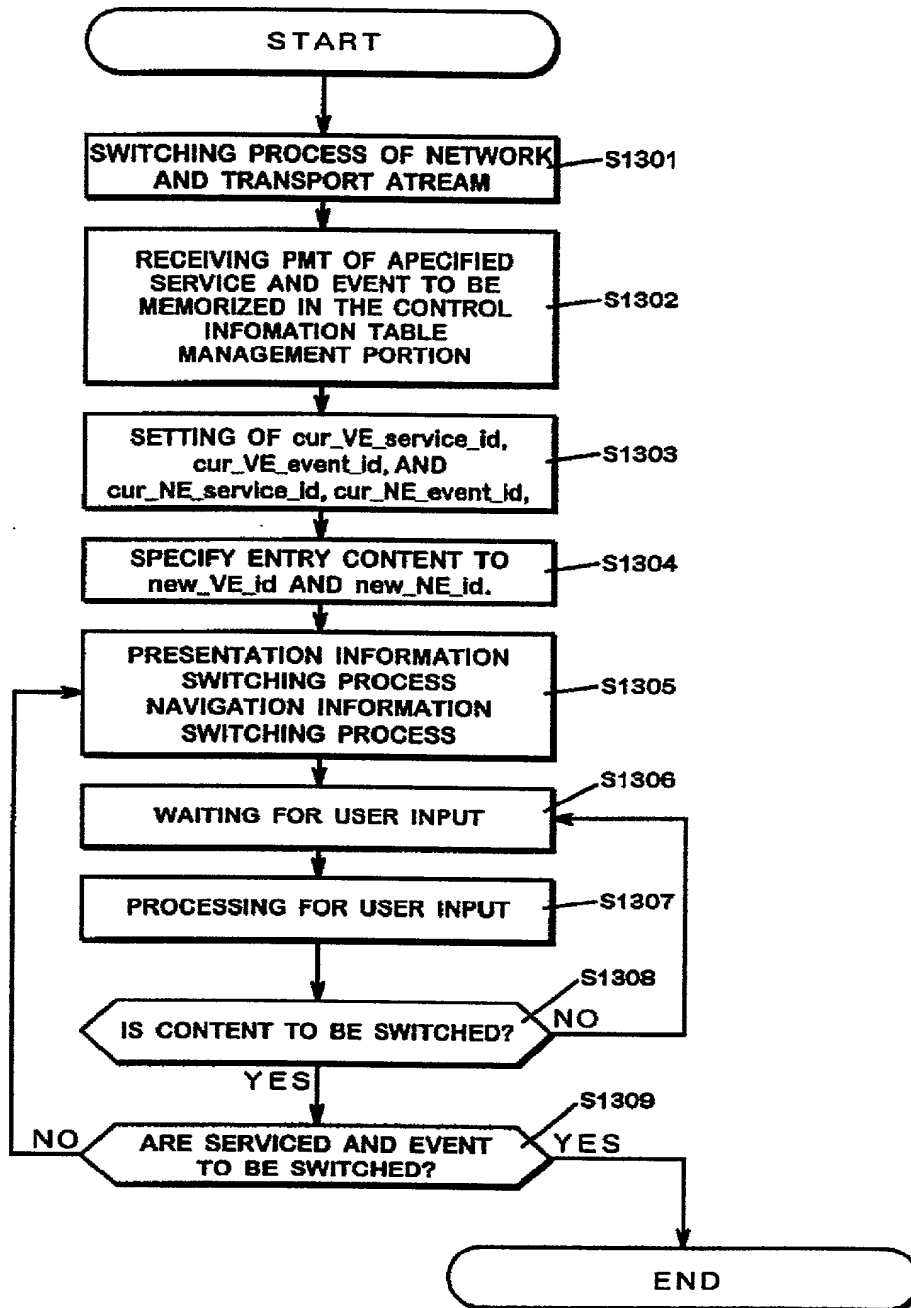 START
SWITCHING PROCESS OF NETWORK
AND TRANSPORT ATREAM
S1301
RECEIVING PMT OF APECIFIED
SERVICE AND EVENT TO BE
MEMORIZED IN THE CONTROL
INFOMATION TABLE
MANAGEMENT PORTION
S1302
SETTING OF cur_VE_service_id,
cur_VE_event_id, AND
cur_NE_service_id, cur_NE_event_id,
S1303
SPECIFY ENTRY CONTENT TO
new_VE_id AND new_NE_id.
S1304
PRESENTATION INFORMATION
SWITCHING PROCESS
NAVIGATION INFORMATION
SWITCHING PROCESS
S1305
WAITING FOR USER INPUT
S1306
PROCESSING FOR USER INPUT
S1307
IS CONTENT TO BE SWITCHED?
S1308
NO
YES
ARE SERVICED AND EVENT
TO BE SWITCHED?
S1309
NO
YES
END